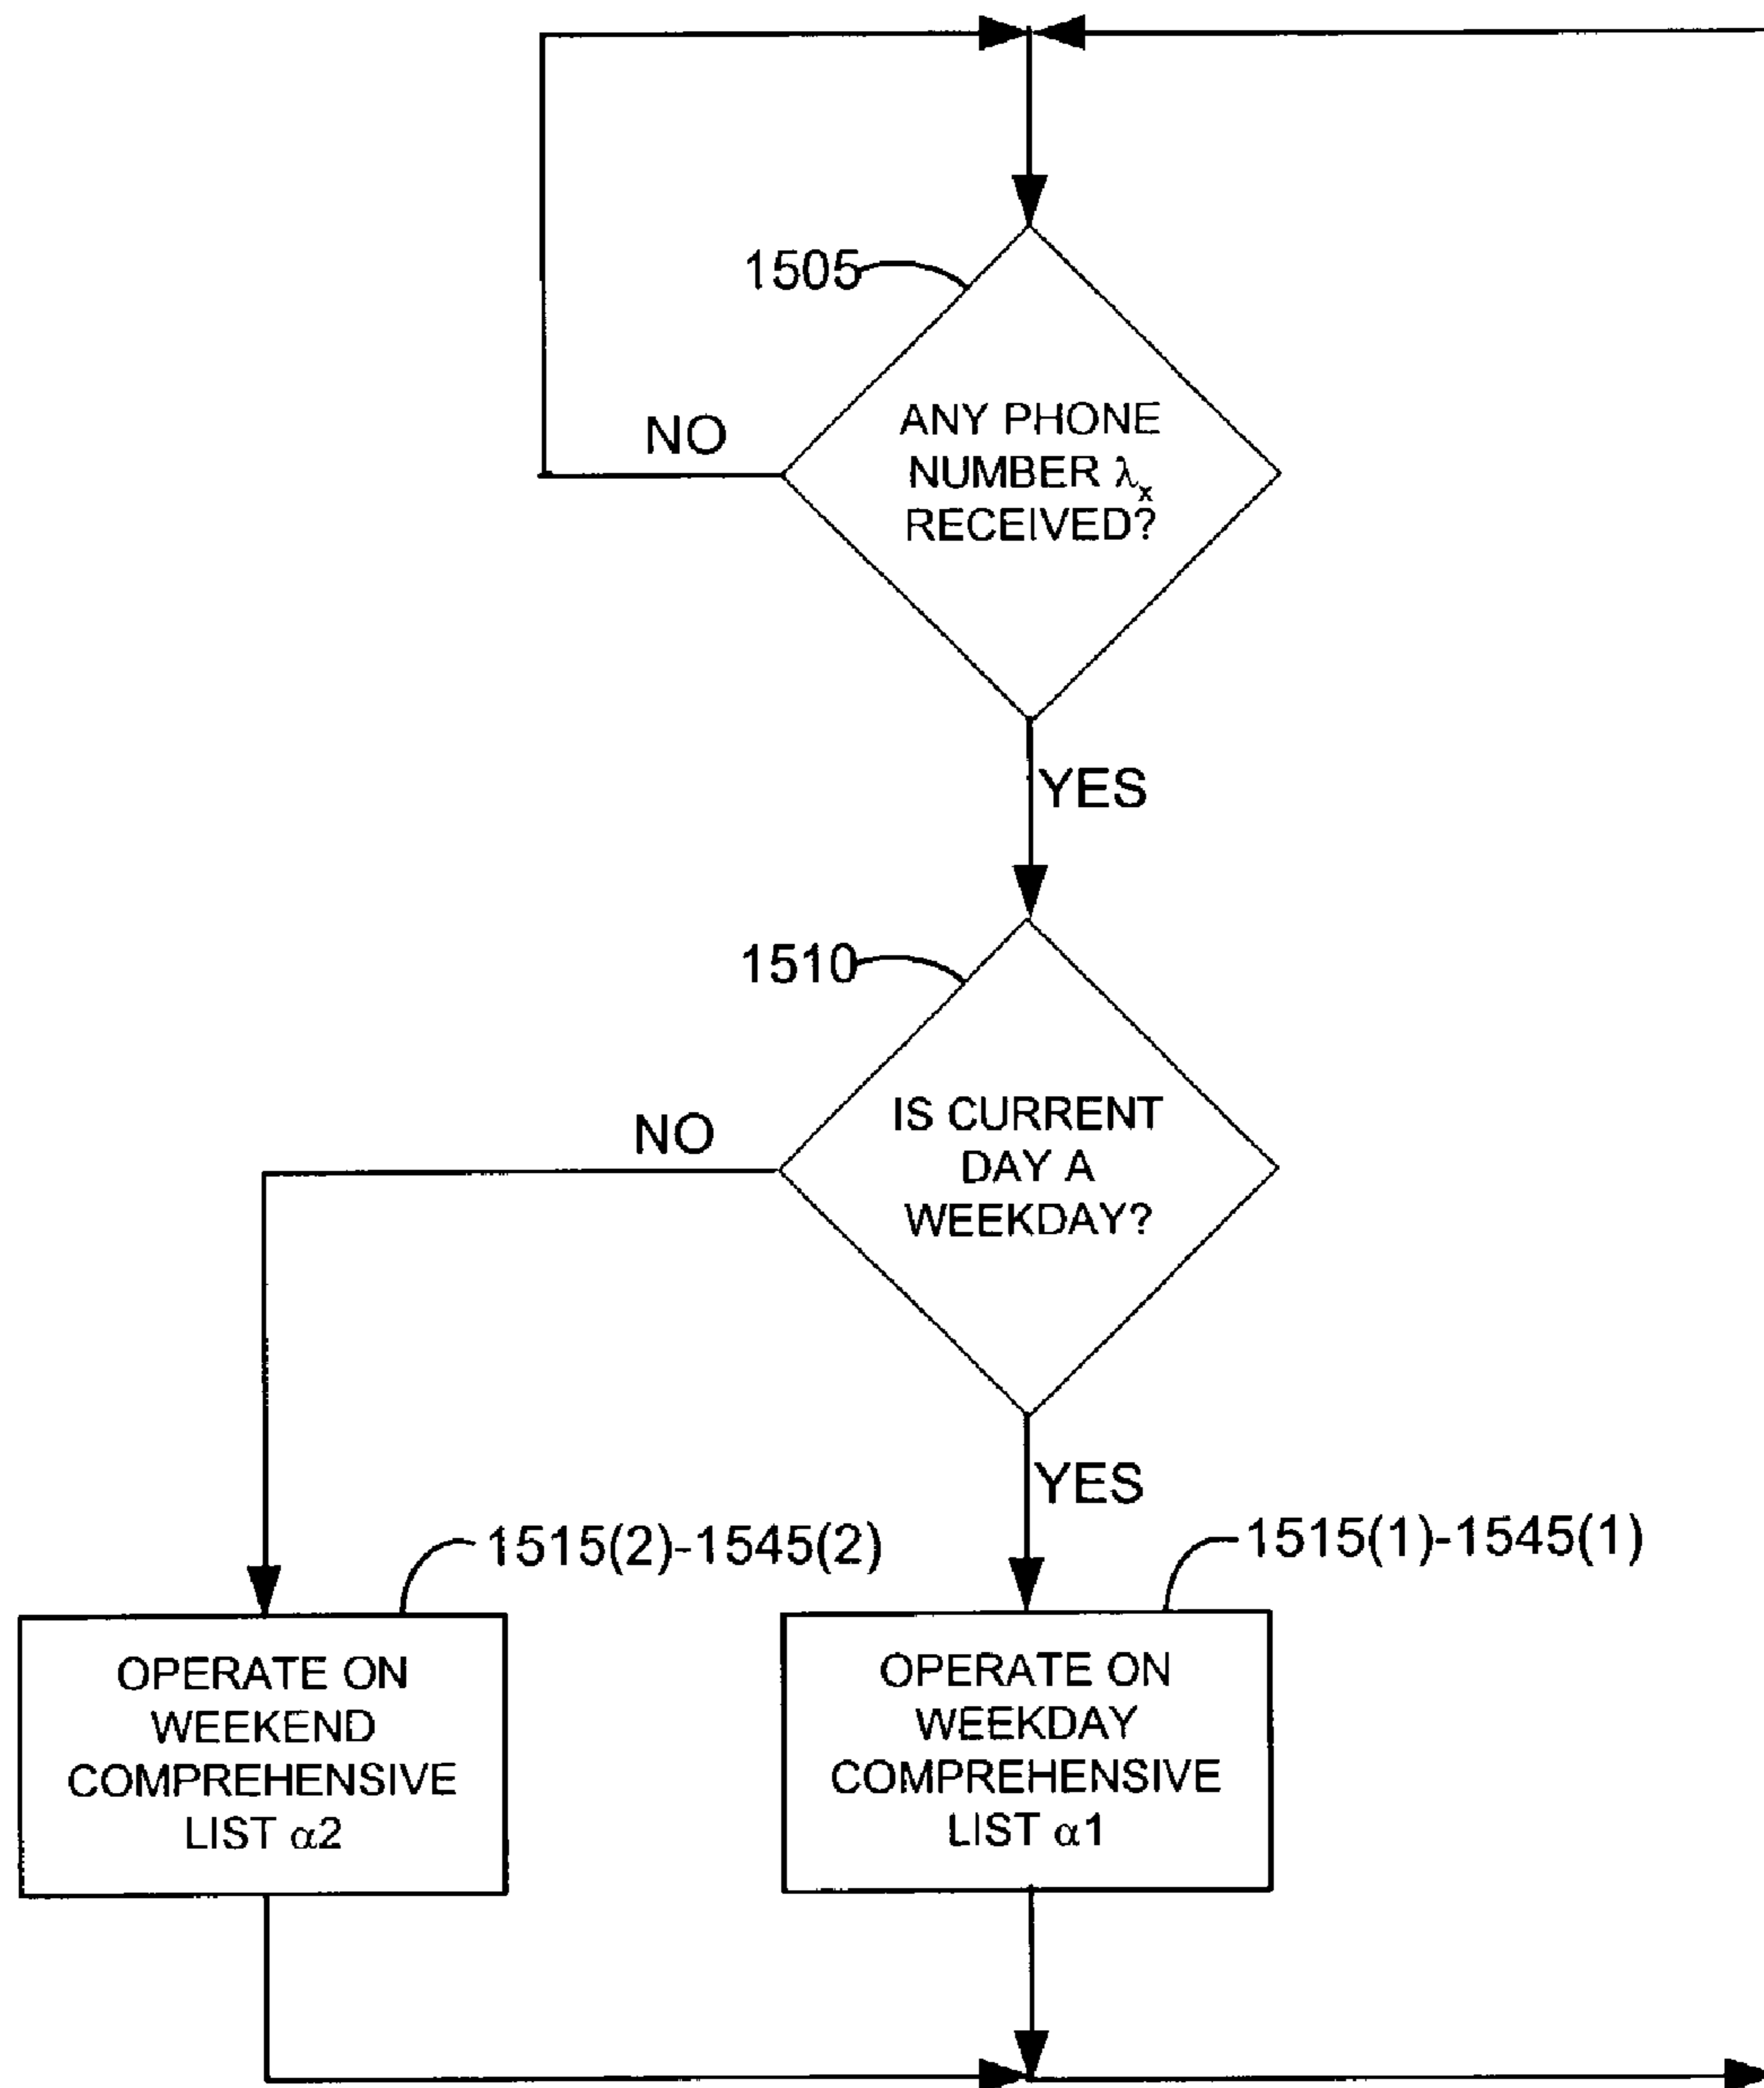 1505
ANY PHONE
NUMBER λx
RECEIVED?
NO
YES
1510
IS CURRENT
DAY A
WEEKDAY?
NO
YES
1515(2)-1545(2)
1515(1)-1545(1)
OPERATE ON
WEEKEND
COMPREHENSIVE
LIST α2
OPERATE ON
WEEKDAY
COMPREHENSIVE
LIST α1